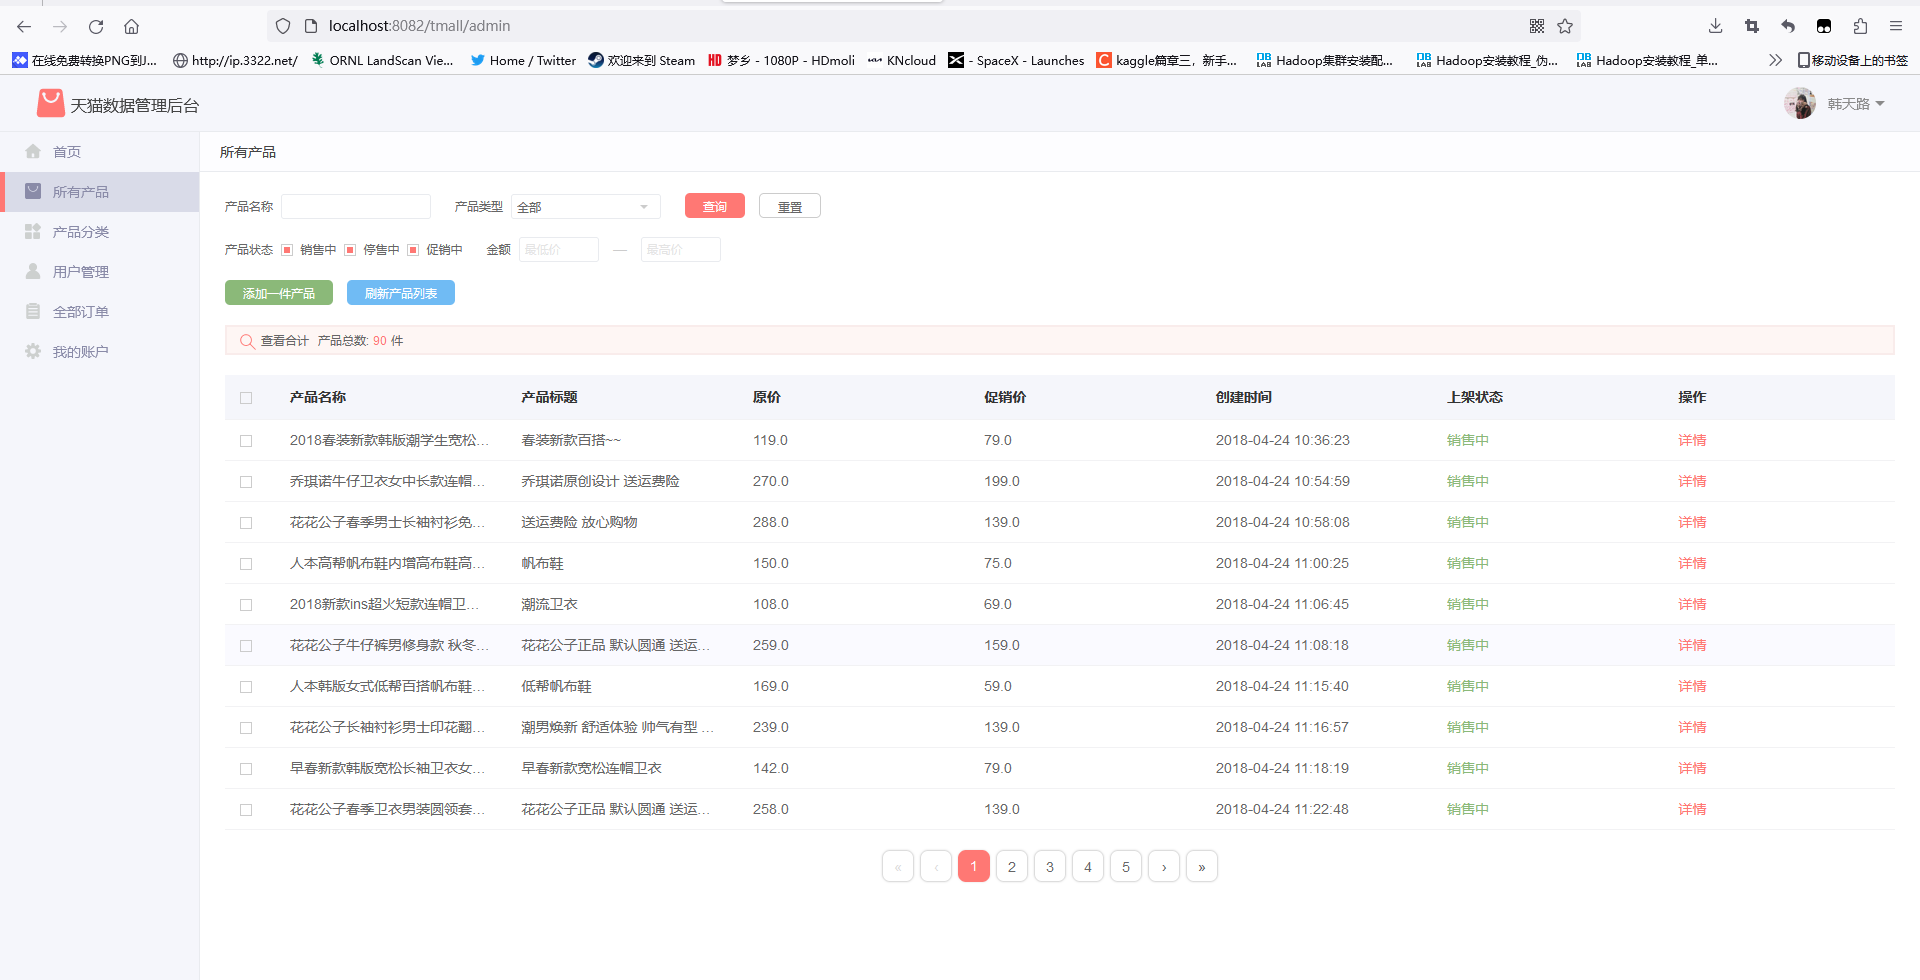 localhost:8082/tmall/admin
在线免费转换PNG到J... http://ip.3322.net/ ORNL LandScan Vie... Home / Twitter 欢迎来到 Steam HD 梦乡 - 1080P - HDmoli KNcloud - SpaceX - Launches kaggle篇章三，新手... Hadoop集群安装配... Hadoop安装教程_伪... Hadoop安装教程_单... 移动设备上的书签
天猫数据管理后台
韩天路
首页
所有产品
产品分类
用户管理
全部订单
我的账户
所有产品
产品名称 产品类型 全部 查询 重置
产品状态 销售中 停售中 促销中 金额 最低价 — 最高价
添加一件产品 刷新产品列表
查看合计 产品总数: 90 件
产品名称 产品标题 原价 促销价 创建时间 上架状态 操作
2018春装新款韩版潮学生宽松... 春装新款百搭~~ 119.0 79.0 2018-04-24 10:36:23 销售中 详情
乔琪诺牛仔卫衣女中长款连帽... 乔琪诺原创设计 送运费险 270.0 199.0 2018-04-24 10:54:59 销售中 详情
花花公子春季男士长袖衬衫免... 送运费险 放心购物 288.0 139.0 2018-04-24 10:58:08 销售中 详情
人本高帮帆布鞋内增高布鞋高... 帆布鞋 150.0 75.0 2018-04-24 11:00:25 销售中 详情
2018新款ins超火短款连帽卫... 潮流卫衣 108.0 69.0 2018-04-24 11:06:45 销售中 详情
花花公子牛仔裤男修身款 秋冬... 花花公子正品 默认圆通 送运... 259.0 159.0 2018-04-24 11:08:18 销售中 详情
人本韩版女式低帮百搭帆布鞋... 低帮帆布鞋 169.0 59.0 2018-04-24 11:15:40 销售中 详情
花花公子长袖衬衫男士印花翻... 潮男焕新 舒适体验 帅气有型 ... 239.0 139.0 2018-04-24 11:16:57 销售中 详情
早春新款韩版宽松长袖卫衣女... 早春新款宽松连帽卫衣 142.0 79.0 2018-04-24 11:18:19 销售中 详情
花花公子春季卫衣男装圆领套... 花花公子正品 默认圆通 送运... 258.0 139.0 2018-04-24 11:22:48 销售中 详情
« ‹ 1 2 3 4 5 › »